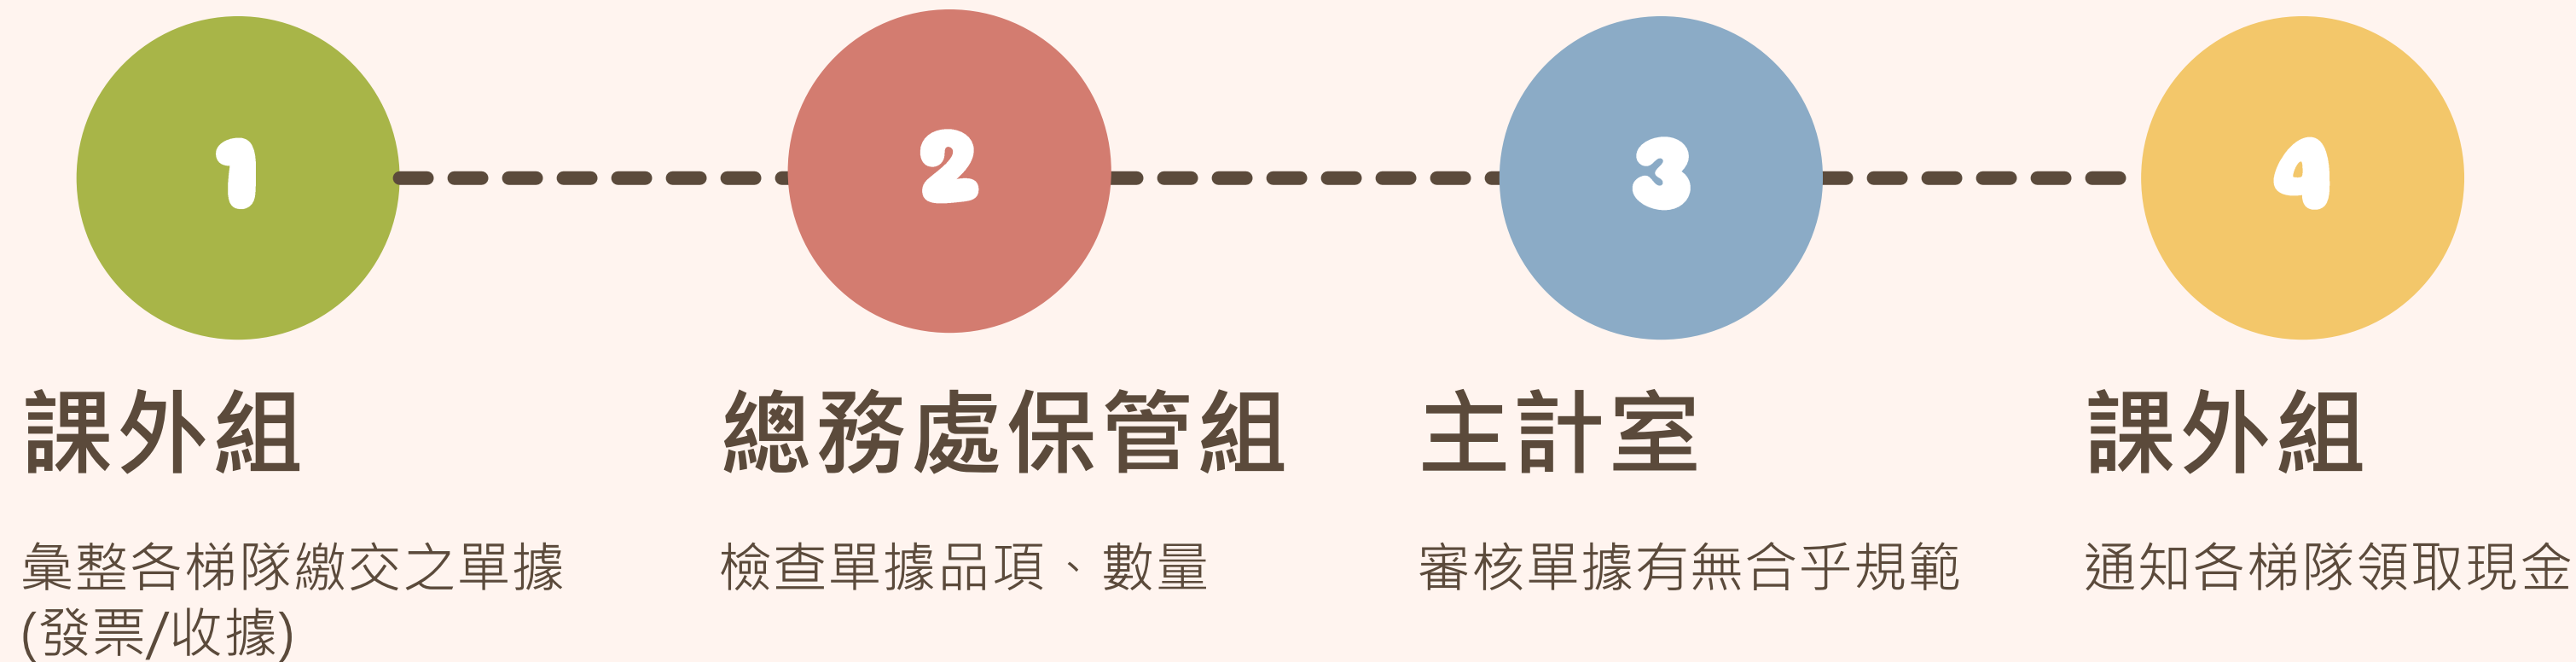 1
2
3
4
課外組
彙整各梯隊繳交之單據
(發票/收據)
總務處保管組
檢查單據品項、數量
主計室
審核單據有無合乎規範
課外組
通知各梯隊領取現金